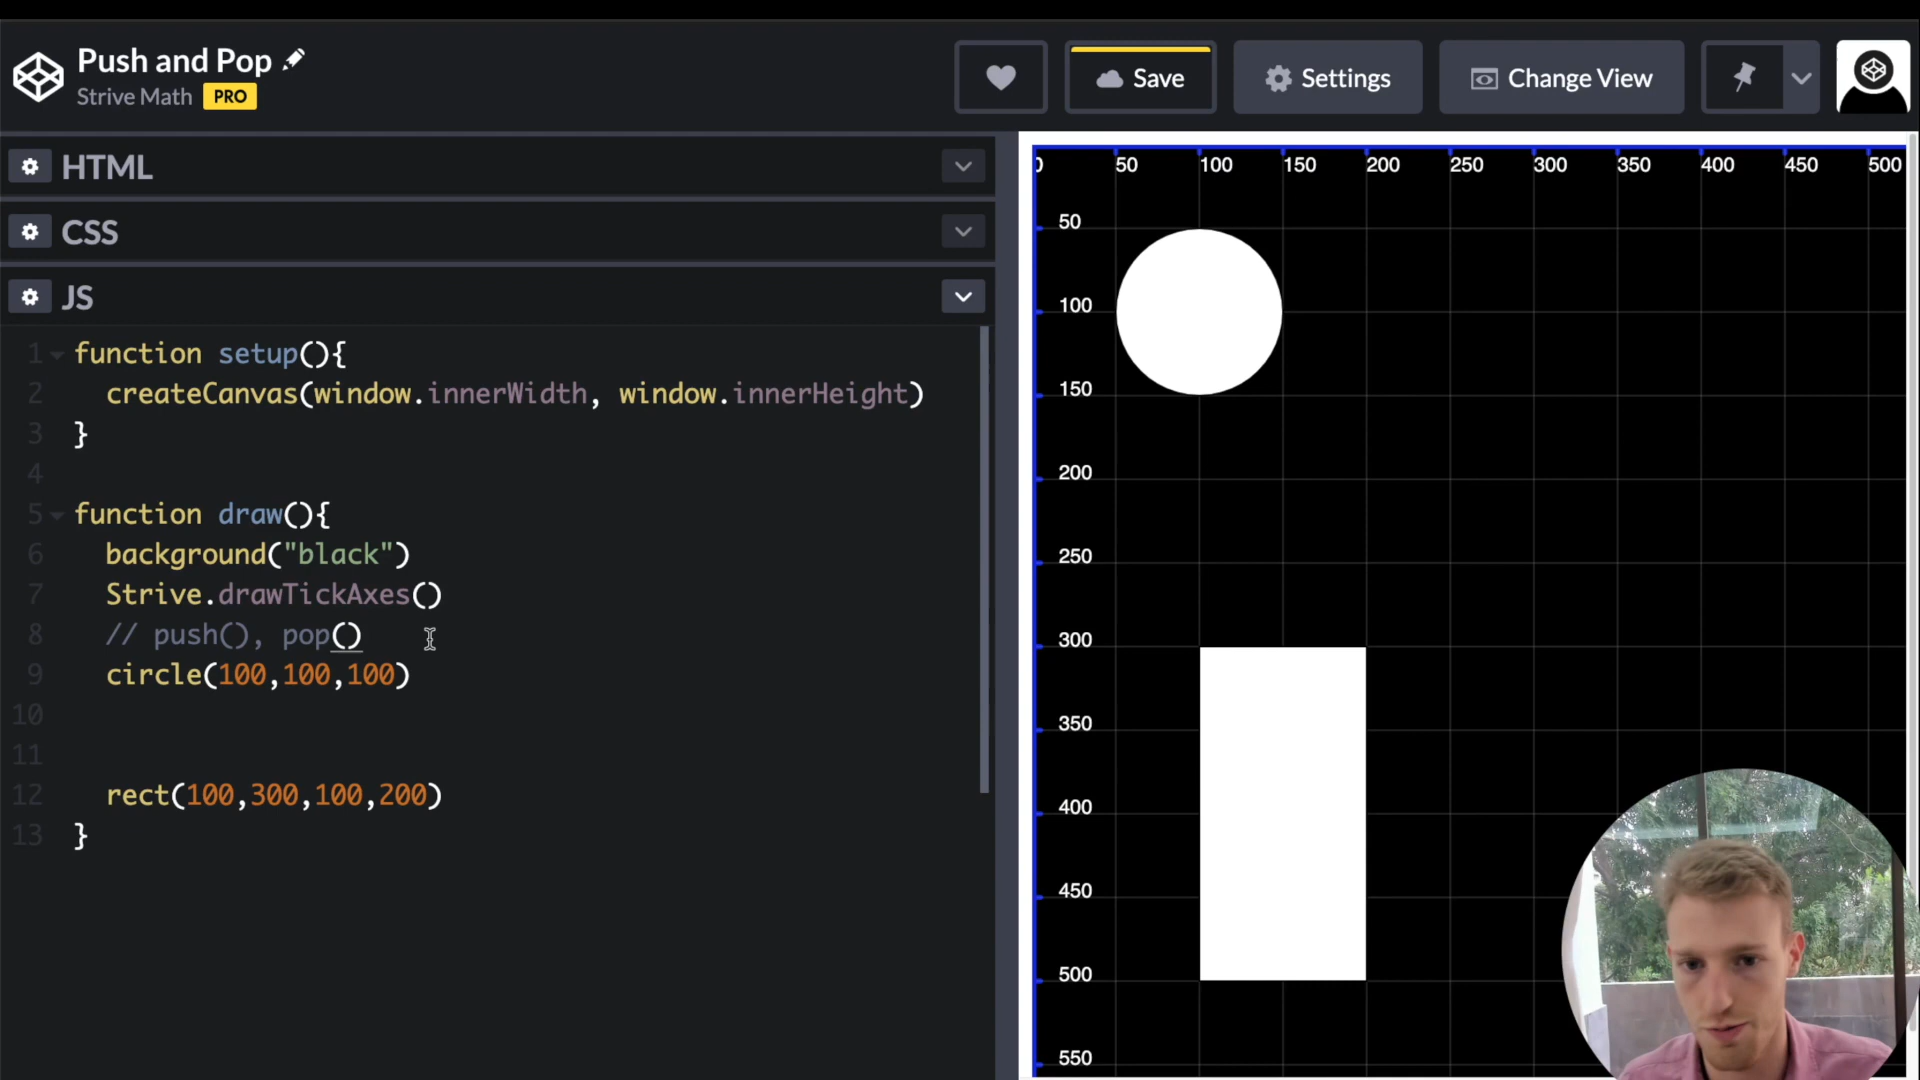 Push and Pop
Strive Math PRO
Save
Settings
Change View
HTML
CSS
JS
1 function setup(){
2 createCanvas(window.innerWidth, window.innerHeight)
3 }
4
5 function draw(){
6 background("black")
7 Strive.drawTickAxes()
8 // push(), pop()
9 circle(100,100,100)
10
11
12 rect(100,300,100,200)
13 }
0 50 100 150 200 250 300 350 400 450 500
50
100
150
200
250
300
350
400
450
500
550